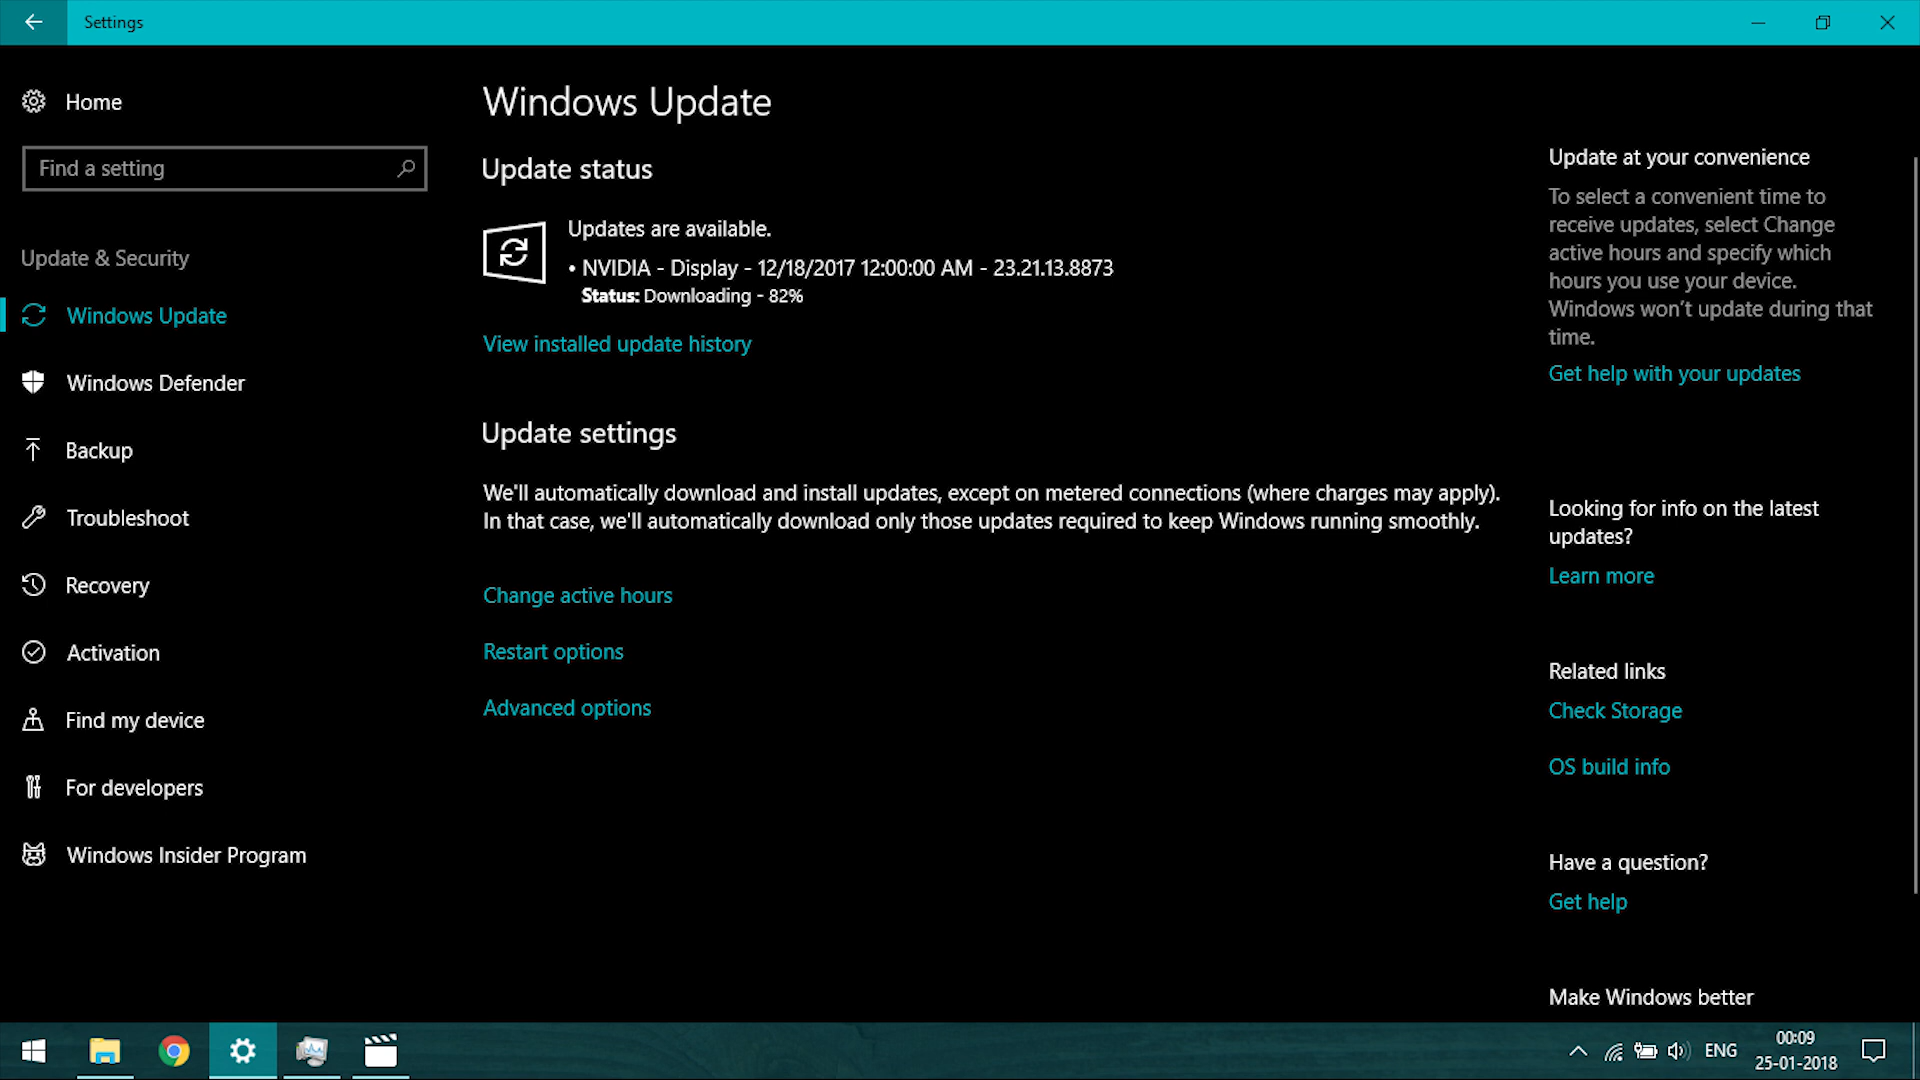 Settings
Home
Find a setting
Update & Security
Windows Update
Windows Defender
Backup
Troubleshoot
Recovery
Activation
Find my device
For developers
Windows Insider Program
Windows Update
Update status
Updates are available.
• NVIDIA - Display - 12/18/2017 12:00:00 AM - 23.21.13.8873
Status: Downloading - 82%
View installed update history
Update settings
We'll automatically download and install updates, except on metered connections (where charges may apply).
In that case, we'll automatically download only those updates required to keep Windows running smoothly.
Change active hours
Restart options
Advanced options
Update at your convenience
To select a convenient time to
receive updates, select Change
active hours and specify which
hours you use your device.
Windows won't update during that
time.
Get help with your updates
Looking for info on the latest
updates?
Learn more
Related links
Check Storage
OS build info
Have a question?
Get help
Make Windows better
ENG
00:09
25-01-2018